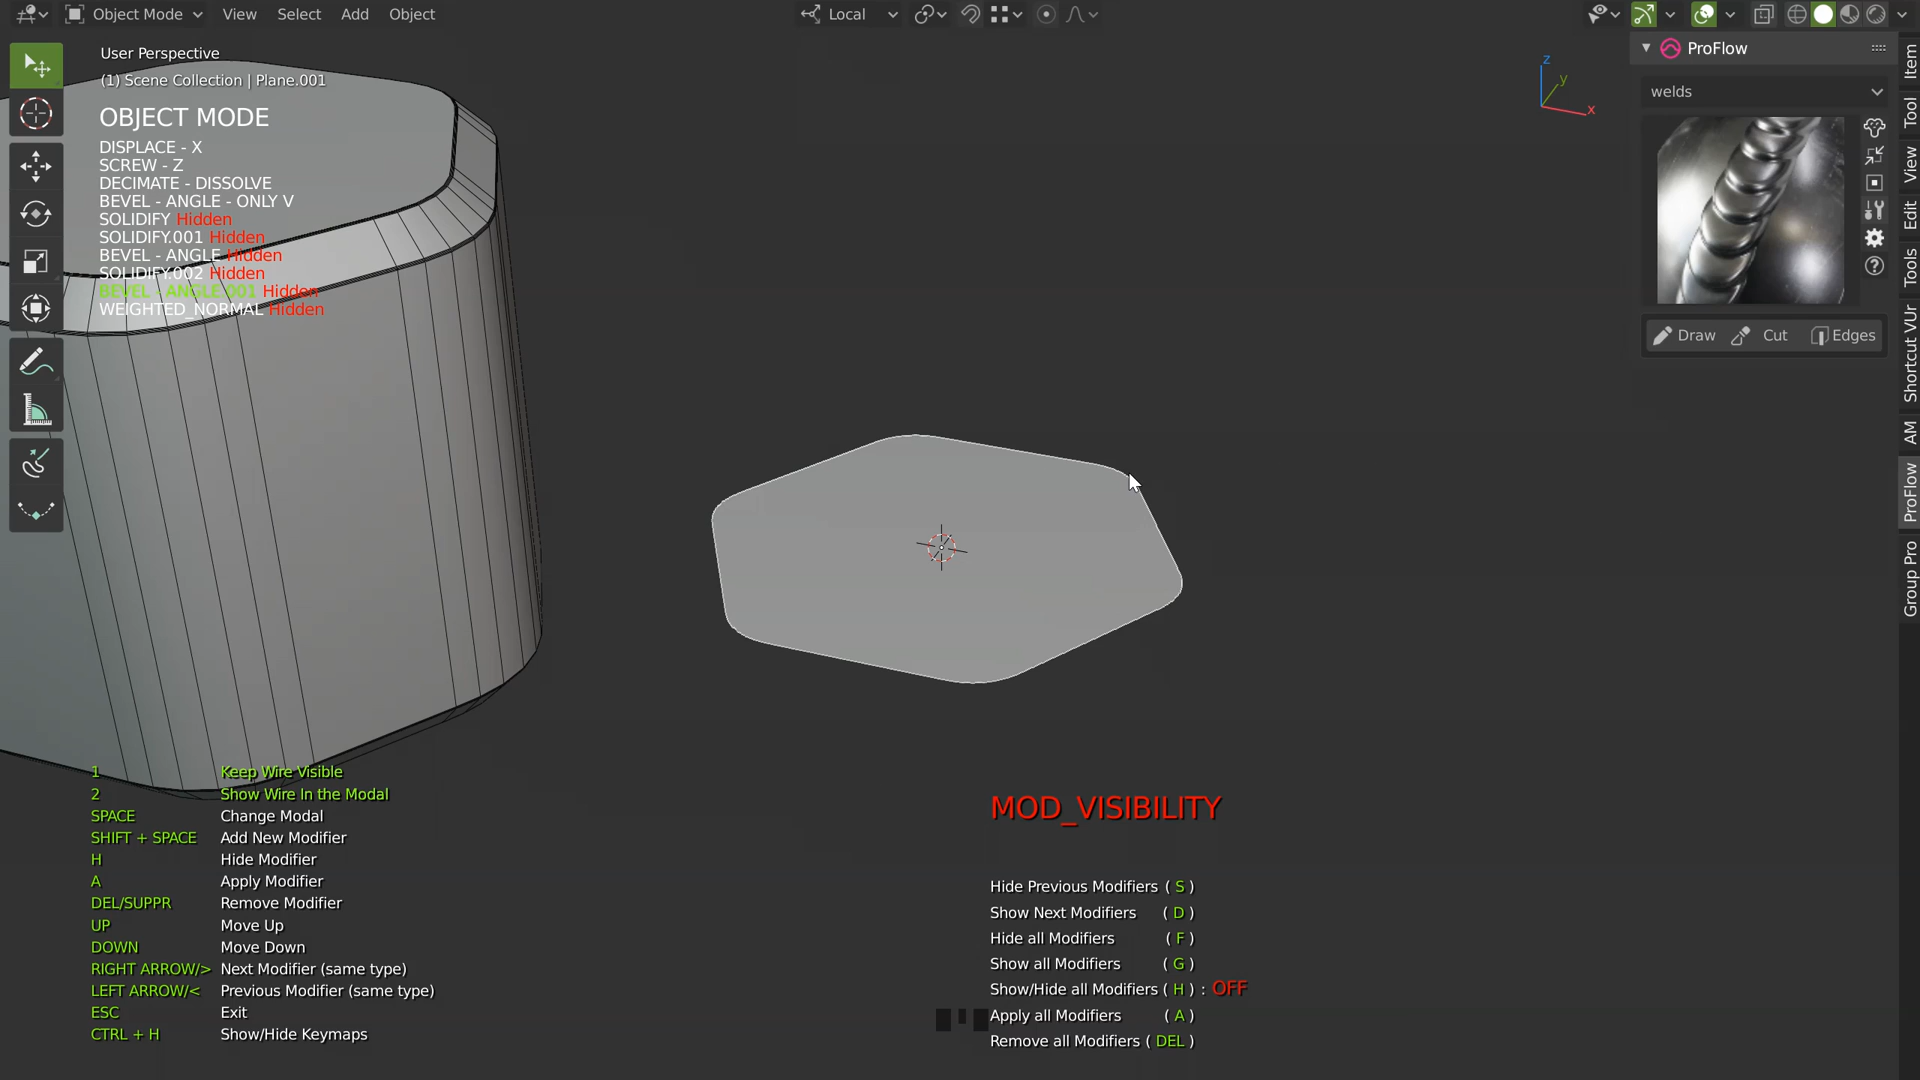 Object Mode
View
Select
Add
Object
Local
User Perspective
(1) Scene Collection | Plane.001
OBJECT MODE
DISPLACE - X
SCREW - Z
DECIMATE - DISSOLVE
BEVEL - ANGLE - ONLY V
SOLIDIFY Hidden
SOLIDIFY.001 Hidden
BEVEL - ANGLE Hidden
SOLIDIFY.002 Hidden
BEVEL - ANGLE.001 Hidden
WEIGHTED_NORMAL Hidden
z
y
x
ProFlow
welds
Draw
Cut
Edges
Item
Tool
View
Edit
Tools
Shortcut VUr
AM
ProFlow
Group Pro
1 Keep Wire Visible
2 Show Wire In the Modal
SPACE Change Modal
SHIFT + SPACE Add New Modifier
H Hide Modifier
A Apply Modifier
DEL/SUPPR Remove Modifier
UP Move Up
DOWN Move Down
RIGHT ARROW/> Next Modifier (same type)
LEFT ARROW/< Previous Modifier (same type)
ESC Exit
CTRL + H Show/Hide Keymaps
MOD_VISIBILITY
Hide Previous Modifiers ( S )
Show Next Modifiers ( D )
Hide all Modifiers ( F )
Show all Modifiers ( G )
Show/Hide all Modifiers ( H ) : OFF
Apply all Modifiers ( A )
Remove all Modifiers ( DEL )